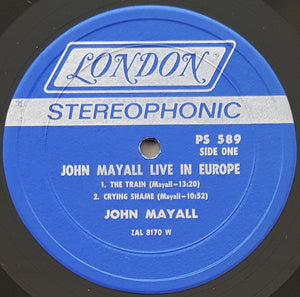 LONDON
STEREOPHONIC
PS 589
SIDE ONE
JOHN MAYALL LIVE IN EUROPE
1. THE TRAIN (Mayall-13:20)
2. CRYING SHAME (Mayall-10:52)
JOHN MAYALL
ZAL 8170 W